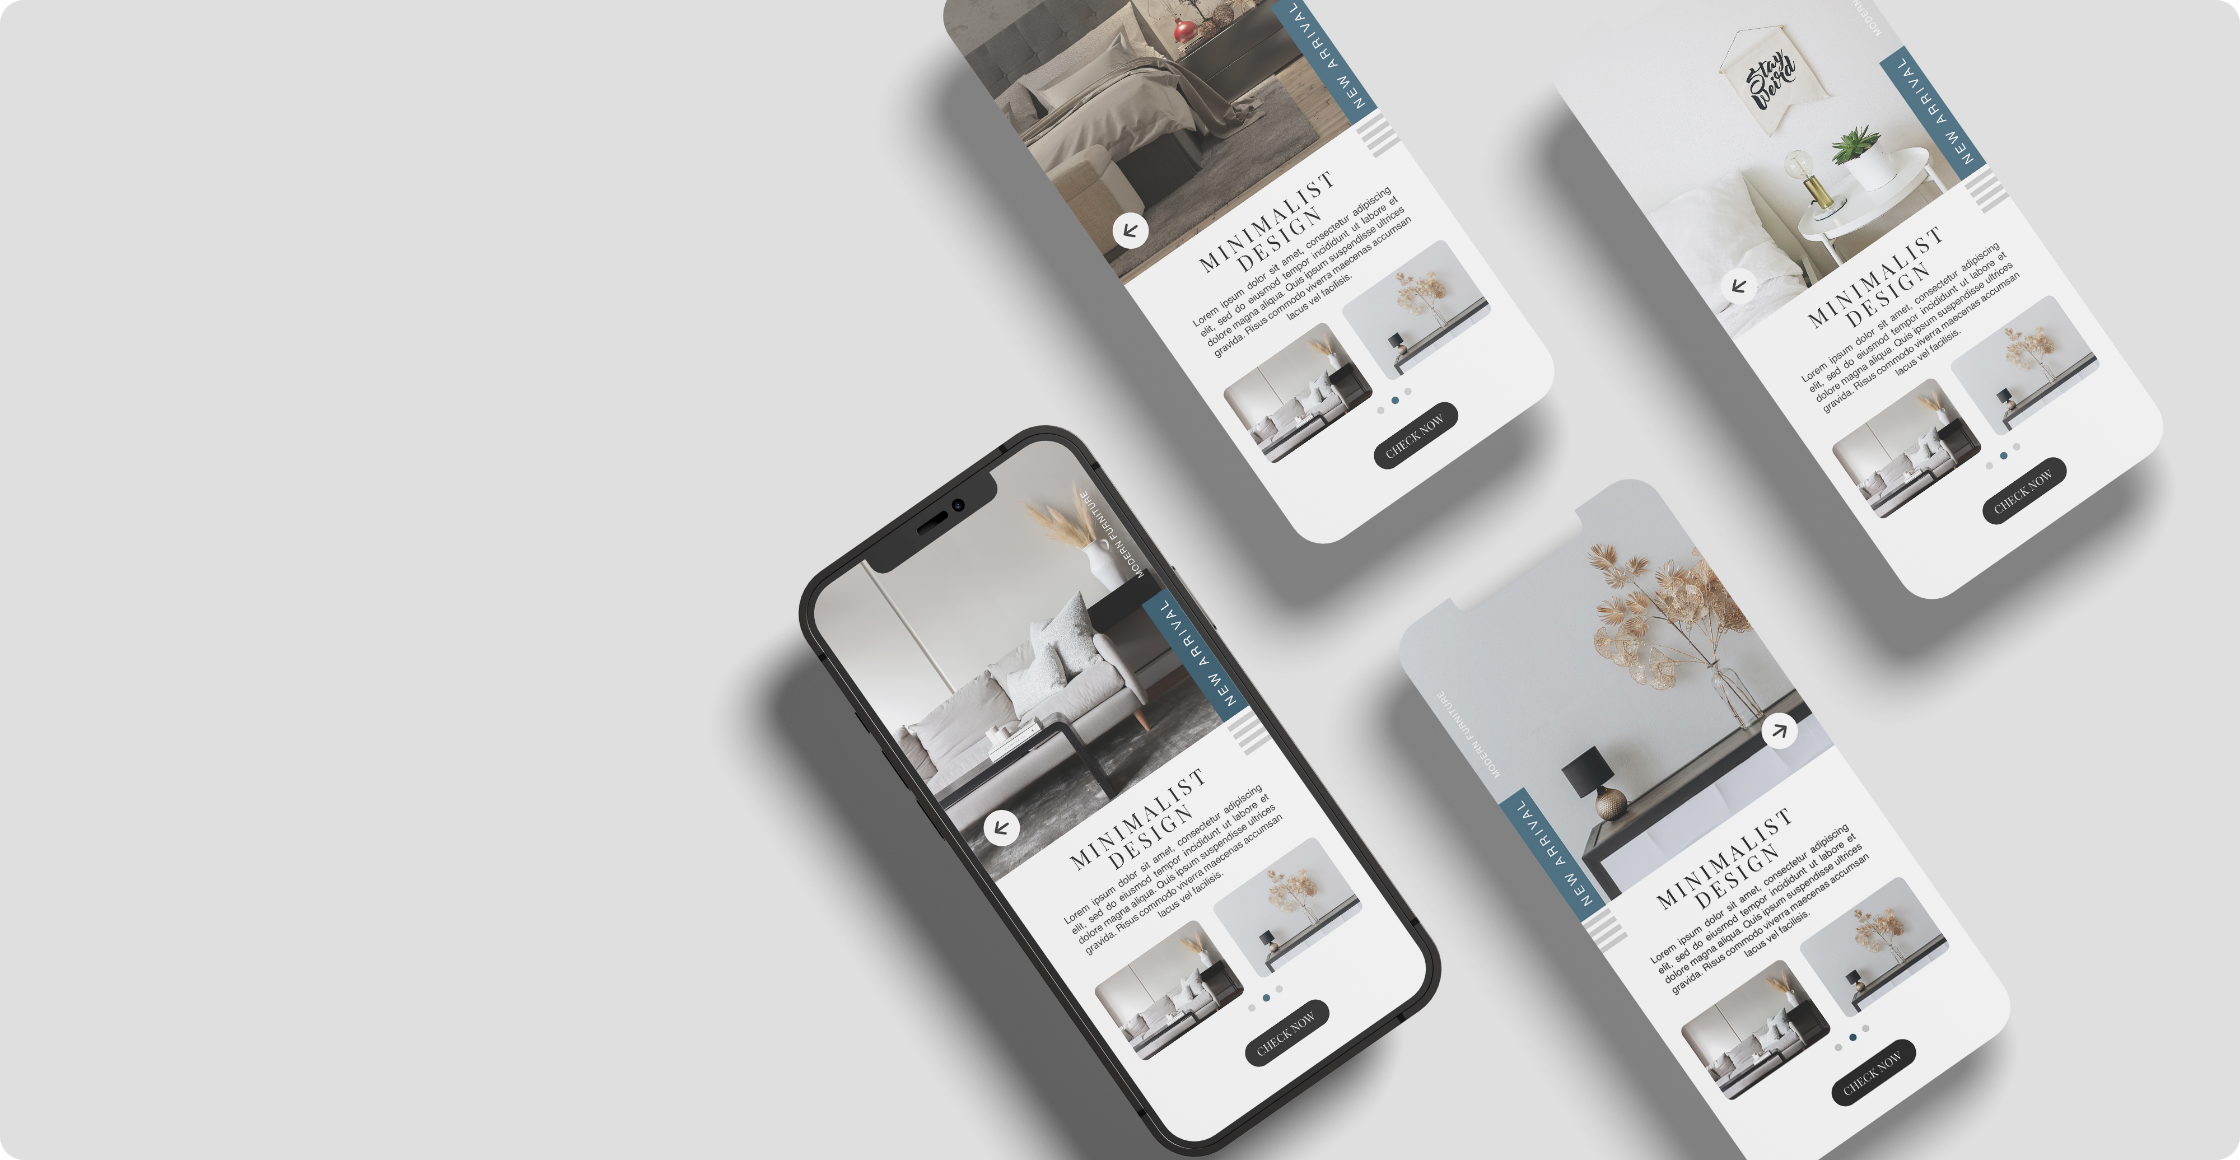 NEW ARRIVAL
MINIMALIST
DESIGN
Lorem ipsum dolor sit amet, consectetur adipiscing
elit, sed do eiusmod tempor incididunt ut labore et
dolore magna aliqua. Quis ipsum suspendisse ultrices
gravida. Risus commodo viverra maecenas accumsan
lacus vel facilisis.
CHECK NOW
MODERN
Stay
Weird
NEW ARRIVAL
MINIMALIST
DESIGN
Lorem ipsum dolor sit amet, consectetur adipiscing
elit, sed do eiusmod tempor incididunt ut labore et
dolore magna aliqua. Quis ipsum suspendisse ultrices
gravida. Risus commodo viverra maecenas accumsan
lacus vel facilisis.
CHECK NOW
MODERN FURNITURE
NEW ARRIVAL
MINIMALIST
DESIGN
Lorem ipsum dolor sit amet, consectetur adipiscing
elit, sed do eiusmod tempor incididunt ut labore et
dolore magna aliqua. Quis ipsum suspendisse ultrices
gravida. Risus commodo viverra maecenas accumsan
lacus vel facilisis.
CHECK NOW
MODERN FURNITURE
NEW ARRIVAL
MINIMALIST
DESIGN
Lorem ipsum dolor sit amet, consectetur adipiscing
elit, sed do eiusmod tempor incididunt ut labore et
dolore magna aliqua. Quis ipsum suspendisse ultrices
gravida. Risus commodo viverra maecenas accumsan
lacus vel facilisis.
CHECK NOW